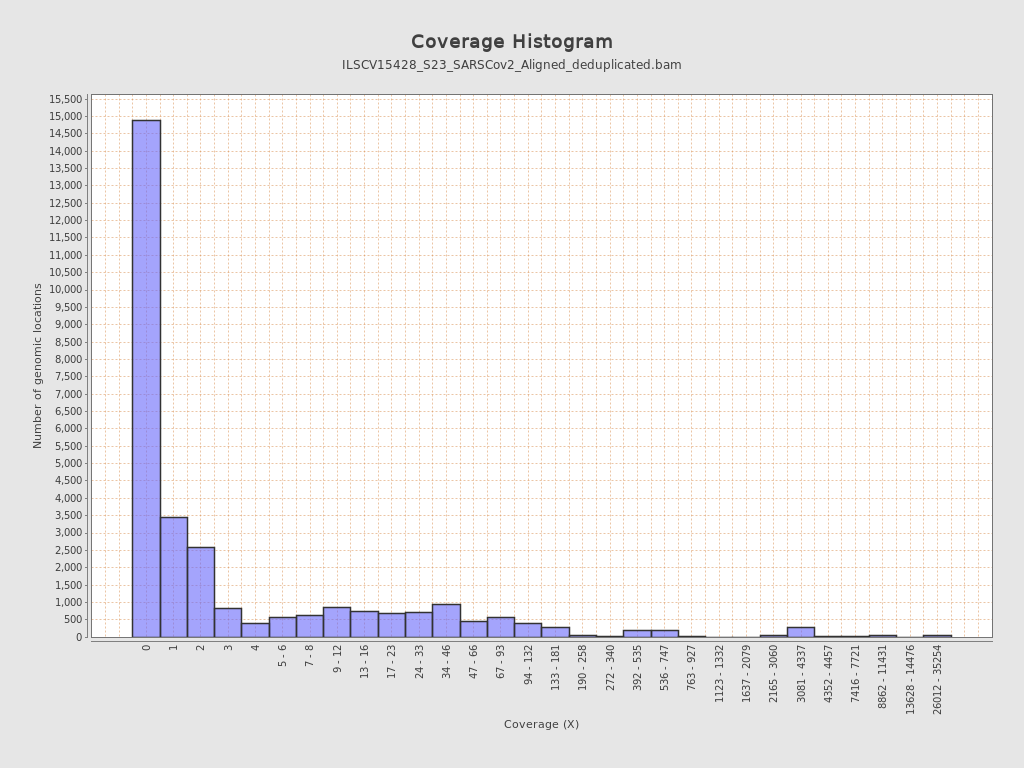 Coverage Histogram
ILSCV15428_S23_SARSCov2_Aligned_deduplicated.bam
15,500
15,000
14,500
14,000
13,500
13,000
12,500
12,000
11,500
11,000
10,500
10,000
9,500
9,000
8,500
8,000
7,500
7,000
6,500
6,000
5,500
5,000
4,500
4,000
3,500
3,000
2,500
2,000
1,500
1,000
500
0
Number of genomic locations
0
1
2
3
4
5 - 6
7 - 8
9 - 12
13 - 16
17 - 23
24 - 33
34 - 46
47 - 66
67 - 93
94 - 132
133 - 181
190 - 258
272 - 340
392 - 535
536 - 747
763 - 927
1123 - 1332
1637 - 2079
2165 - 3060
3081 - 4337
4352 - 4457
7416 - 7721
8862 - 11431
13628 - 14476
26012 - 35254
Coverage (X)